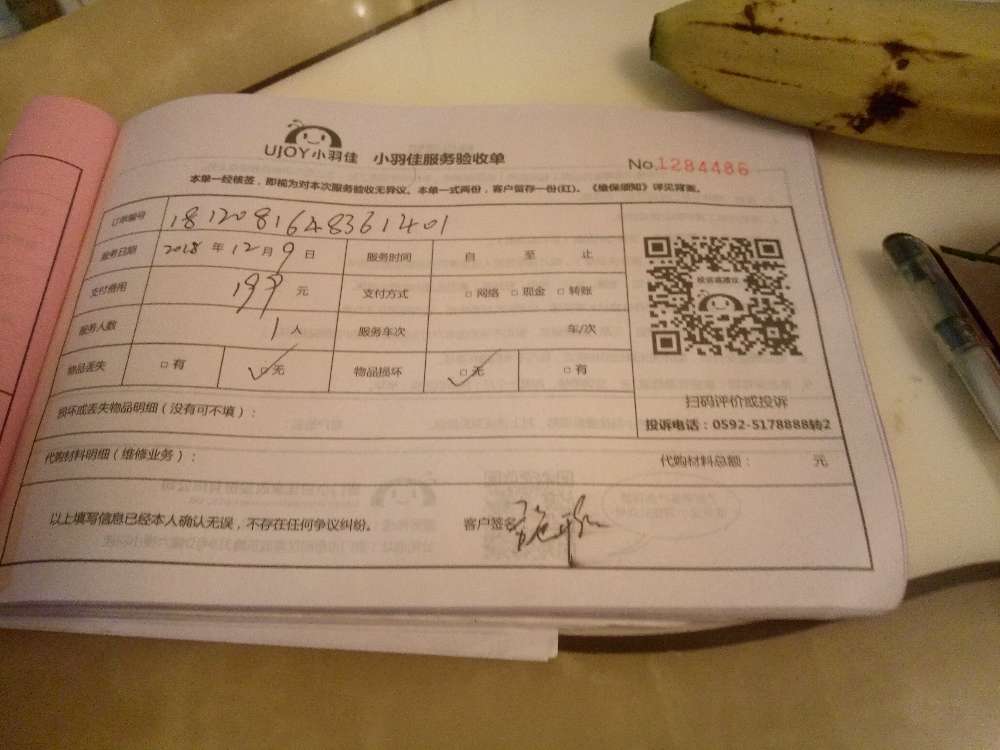 UJOY小羽佳 小羽佳服务验收单 No.1284486
本单一经核签，即视为对本次服务验收无异议。本单一式两份，客户留存一份(红)。《维保须知》详见背面。
订单编号 1812081648361401
服务日期 2018 年 12 月 9 日 服务时间 自 至 止
支付费用 199 元 支付方式 □ 网络 □ 现金 □ 转账
服务人数 1 人 服务车次 车/次
物品丢失 □ 有 ✓□ 无 物品损坏 ✓□ 无 □ 有
扫码评价或投诉
损坏或丢失物品明细（没有可不填）：
投诉电话：0592-5178888转2
代购材料明细（维修业务）： 代购材料总额： 元
以上填写信息已经本人确认无误，不存在任何争议纠纷。 客户签名